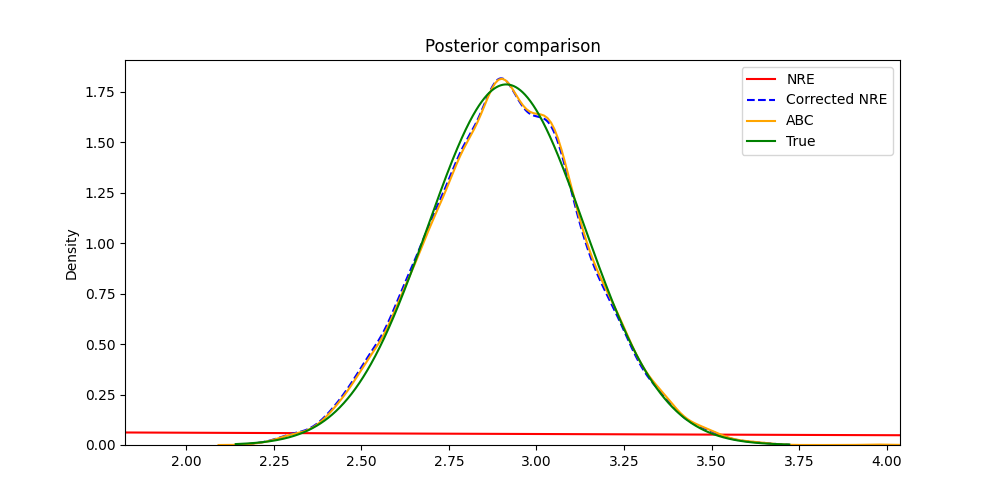 Posterior comparison
NRE
Corrected NRE
ABC
True
Density
1.75
1.50
1.25
1.00
0.75
0.50
0.25
0.00
2.00 2.25 2.50 2.75 3.00 3.25 3.50 3.75 4.00